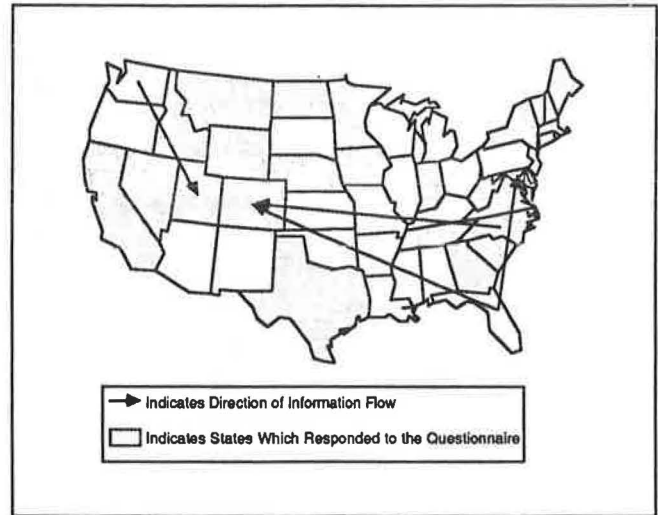 Indicates Direction of Information Flow
Indicates States Which Responded to the Questionnaire